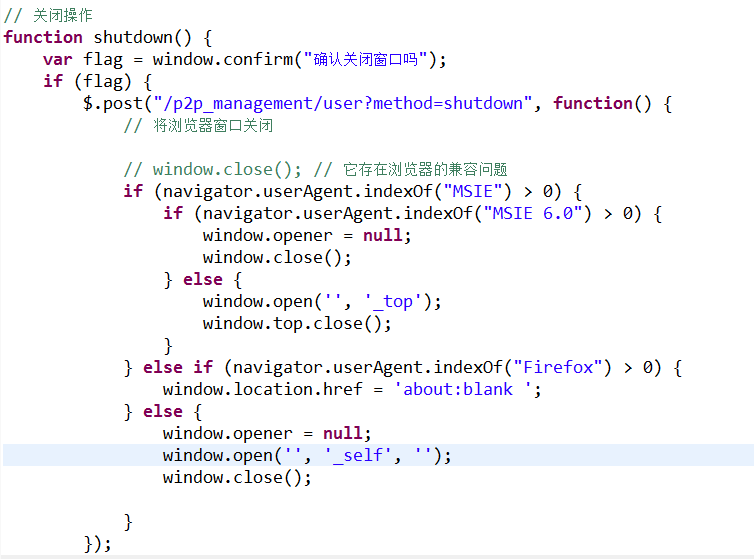 // 关闭操作
function shutdown() {
    var flag = window.confirm("确认关闭窗口吗");
    if (flag) {
        $.post("/p2p_management/user?method=shutdown", function() {
            // 将浏览器窗口关闭

            // window.close(); // 它存在浏览器的兼容问题
            if (navigator.userAgent.indexOf("MSIE") > 0) {
                if (navigator.userAgent.indexOf("MSIE 6.0") > 0) {
                    window.opener = null;
                    window.close();
                } else {
                    window.open('', '_top');
                    window.top.close();
                }
            } else if (navigator.userAgent.indexOf("Firefox") > 0) {
                window.location.href = 'about:blank ';
            } else {
                window.opener = null;
                window.open('', '_self', '');
                window.close();

            }
        });